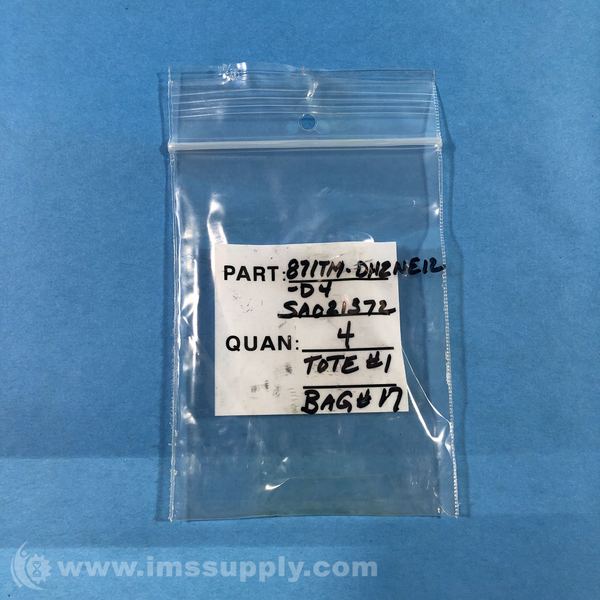 PART: 871TM-DH2NE12
-D4
SA021372
QUAN: 4
TOTE #1
BAG #17
www.imssupply.com